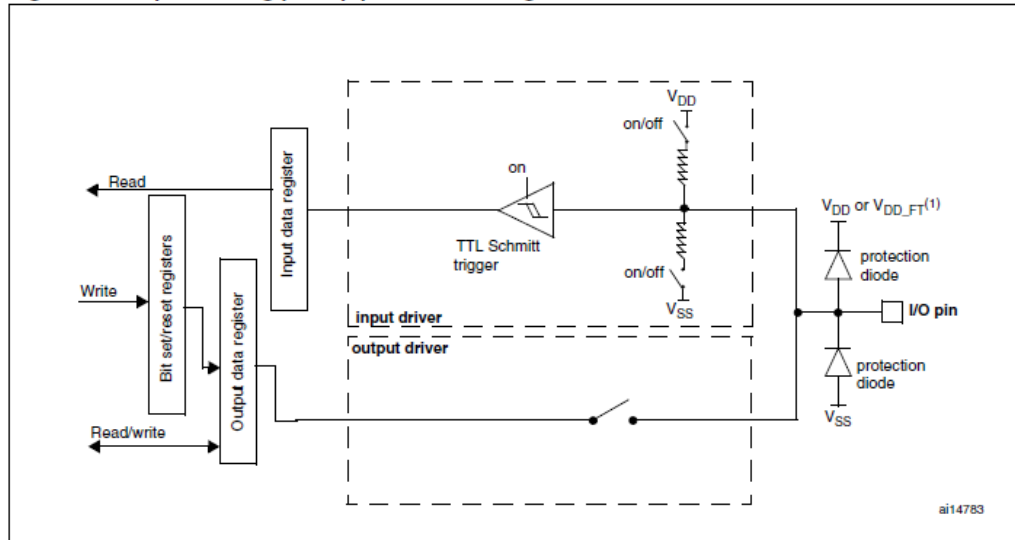 V_DD
on/off
on
Read
Input data register
TTL Schmitt
trigger
V_DD or V_DD_FT(1)
protection
diode
on/off
V_SS
Write
Bit set/reset registers
Output data register
I/O pin
input driver
output driver
protection
diode
V_SS
Read/write
ai14783